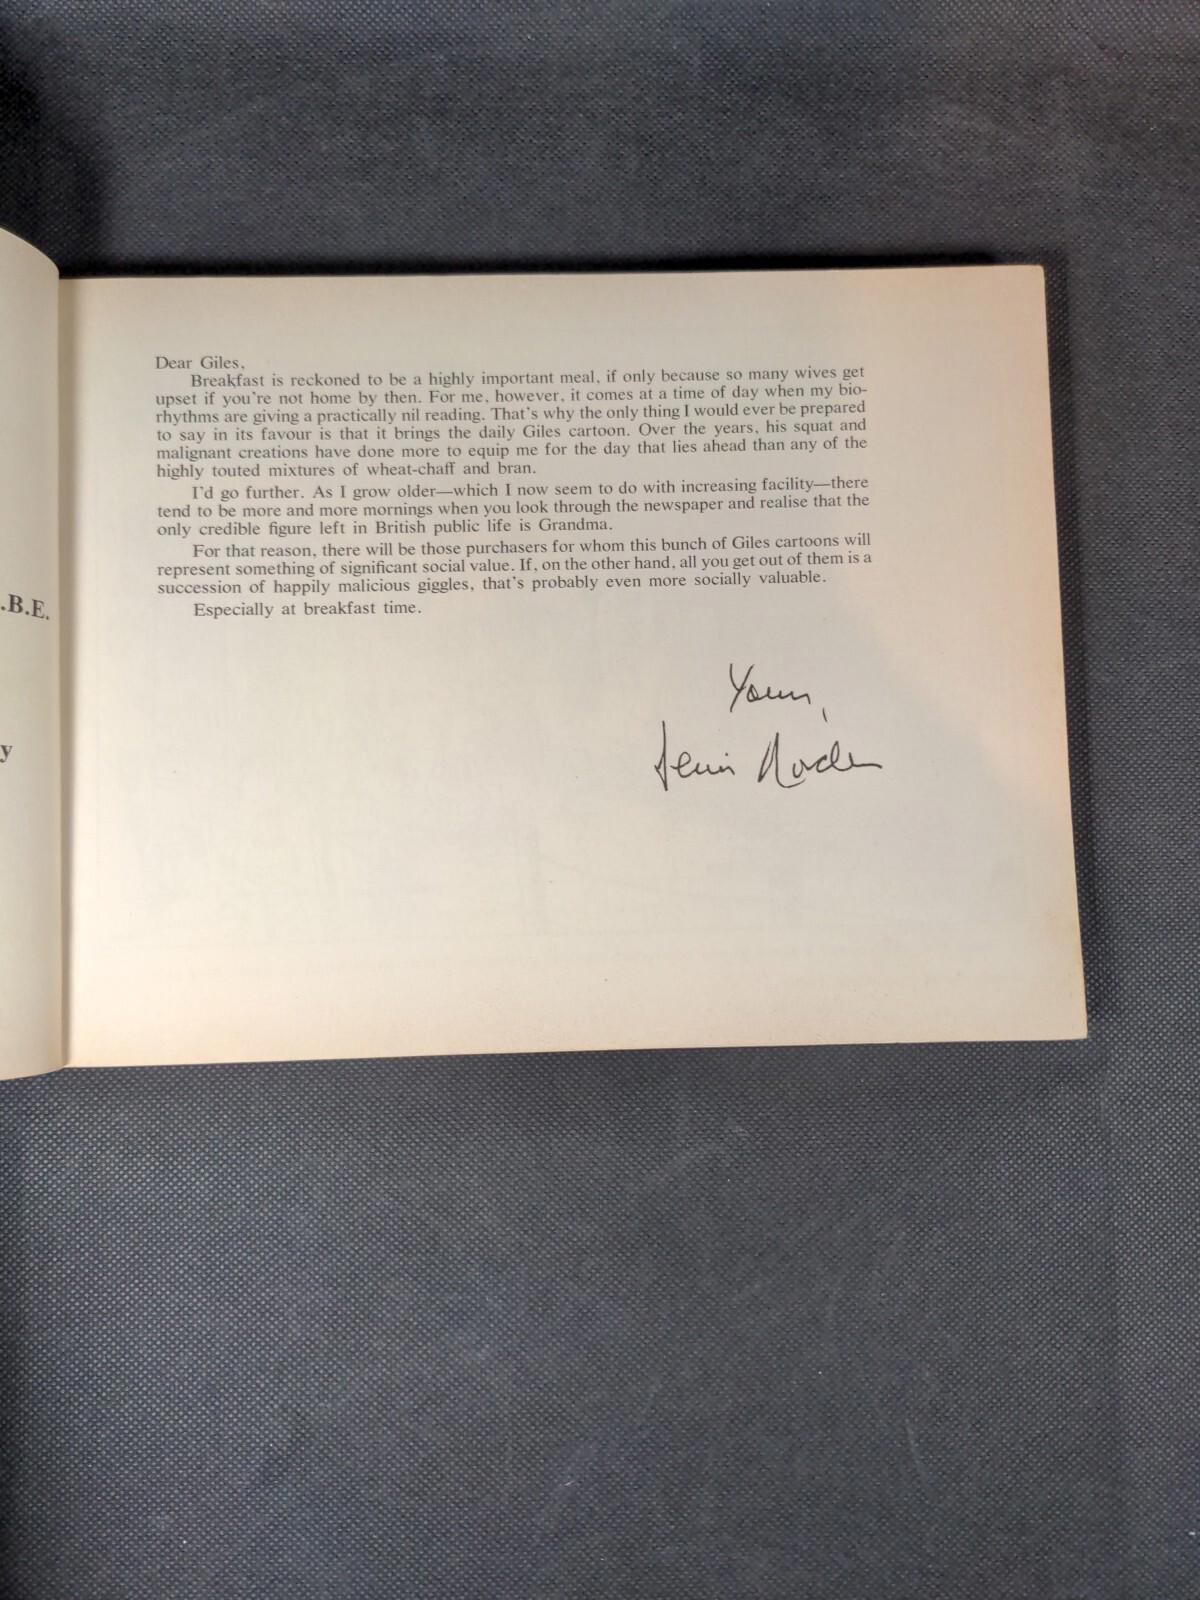 .B.E.
y
Dear Giles,
Breakfast is reckoned to be a highly important meal, if only because so many wives get
upset if you're not home by then. For me, however, it comes at a time of day when my bio-
rhythms are giving a practically nil reading. That's why the only thing I would ever be prepared
to say in its favour is that it brings the daily Giles cartoon. Over the years, his squat and
malignant creations have done more to equip me for the day that lies ahead than any of the
highly touted mixtures of wheat-chaff and bran.
I'd go further. As I grow older—which I now seem to do with increasing facility—there
tend to be more and more mornings when you look through the newspaper and realise that the
only credible figure left in British public life is Grandma.
For that reason, there will be those purchasers for whom this bunch of Giles cartoons will
represent something of significant social value. If, on the other hand, all you get out of them is a
succession of happily malicious giggles, that's probably even more socially valuable.
Especially at breakfast time.
Yours,
Denis Norden